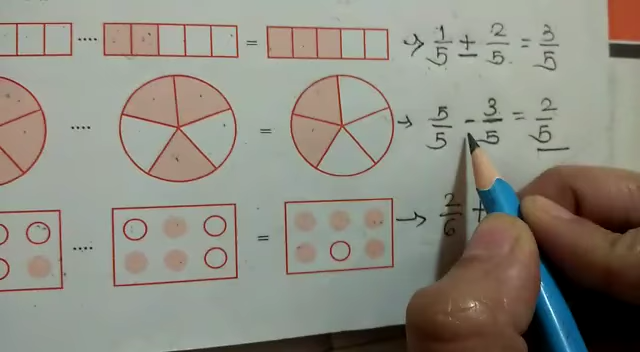 .... = → 1/5 + 2/5 = 3/5
.... = → 5/5 - 3/5 = 2/5
.... = → 2/6 +